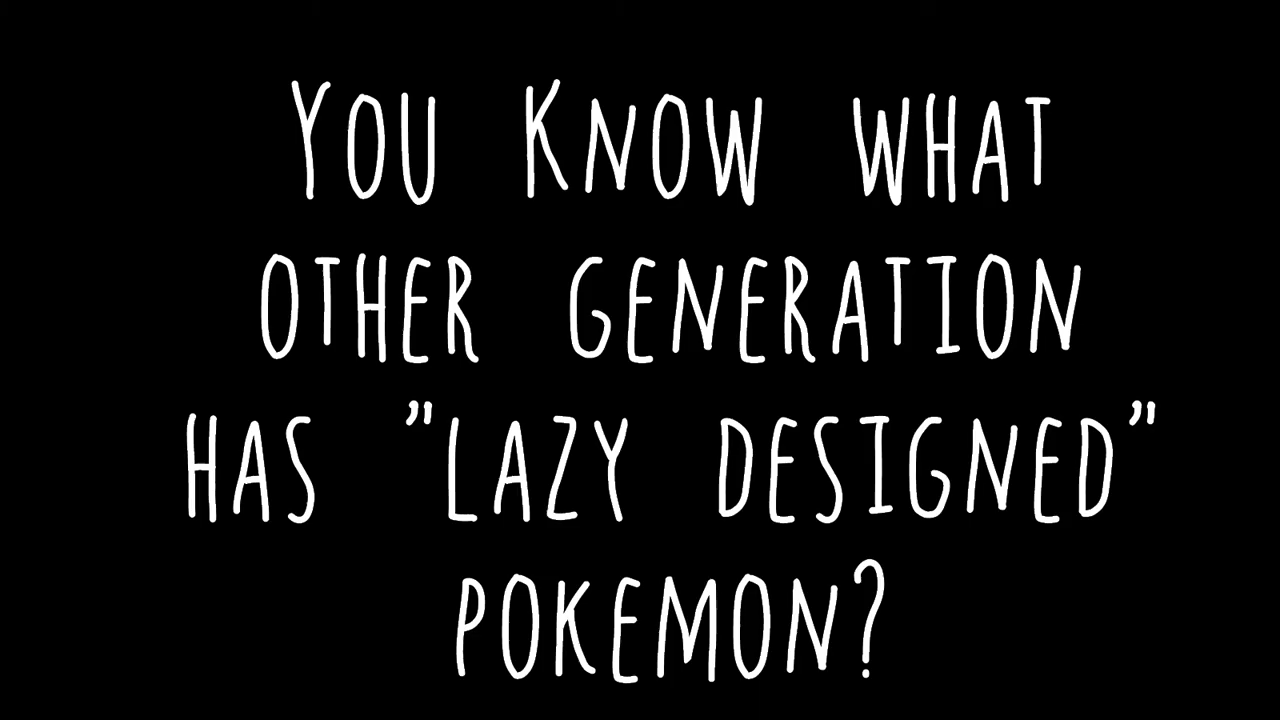 You Know what
other generation
has "lazy designed"
pokemon?